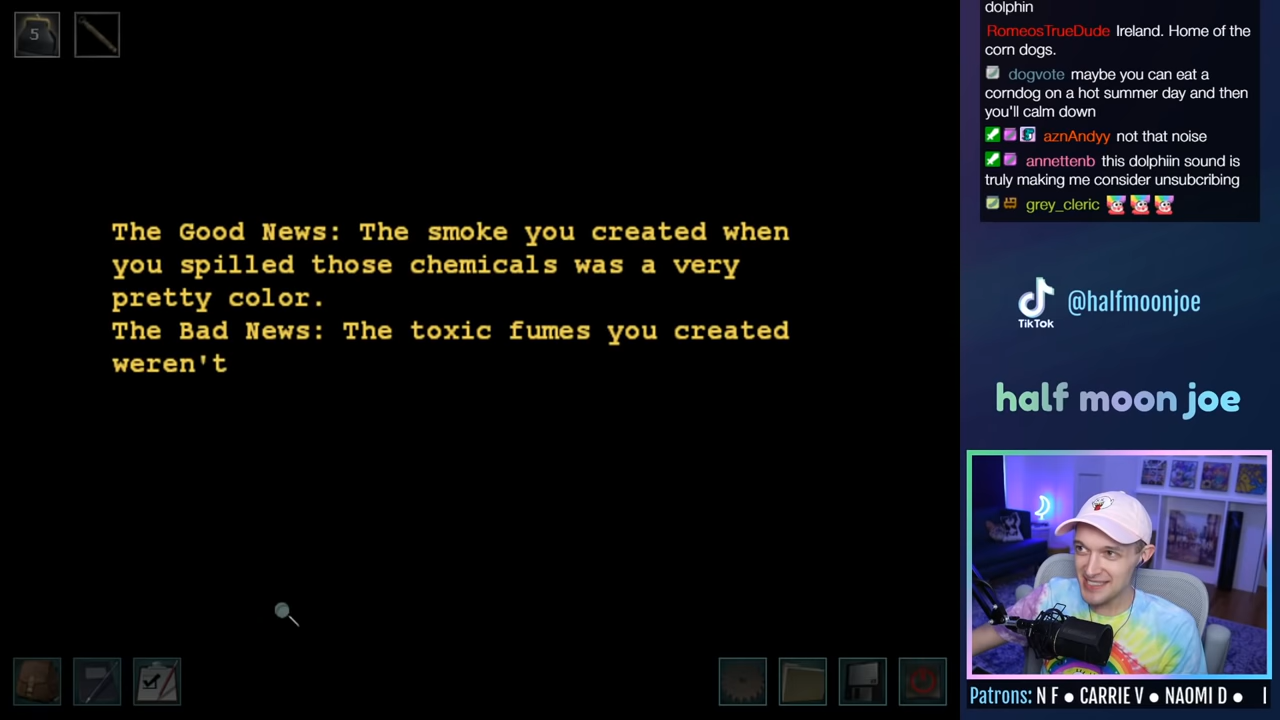 5
The Good News: The smoke you created when
you spilled those chemicals was a very
pretty color.
The Bad News: The toxic fumes you created
weren't
dolphin
RomeosTrueDude Ireland. Home of the
corn dogs.
dogvote maybe you can eat a
corndog on a hot summer day and then
you'll calm down
aznAndyy not that noise
annettenb this dolphiin sound is
truly making me consider unsubcribing
grey_cleric
TikTok
@halfmoonjoe
half moon joe
Patrons: N F ● CARRIE V ● NAOMI D ●